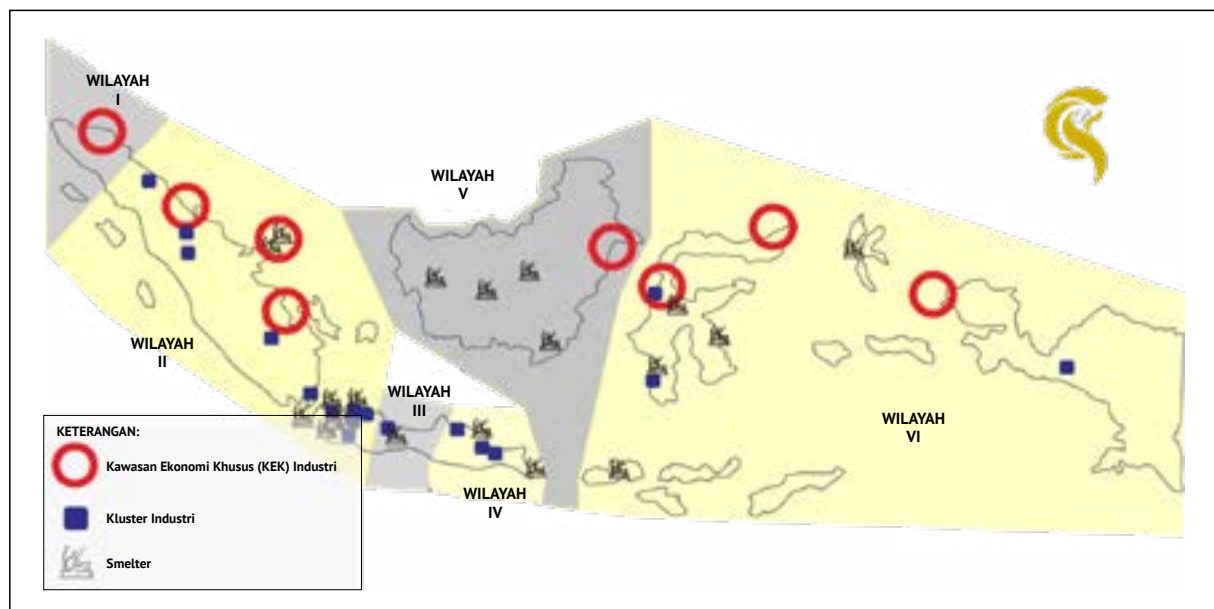 WILAYAH
I
WILAYAH
V
WILAYAH
II
WILAYAH
III
WILAYAH
VI
WILAYAH
IV
KETERANGAN:
Kawasan Ekonomi Khusus (KEK) Industri
Kluster Industri
Smelter